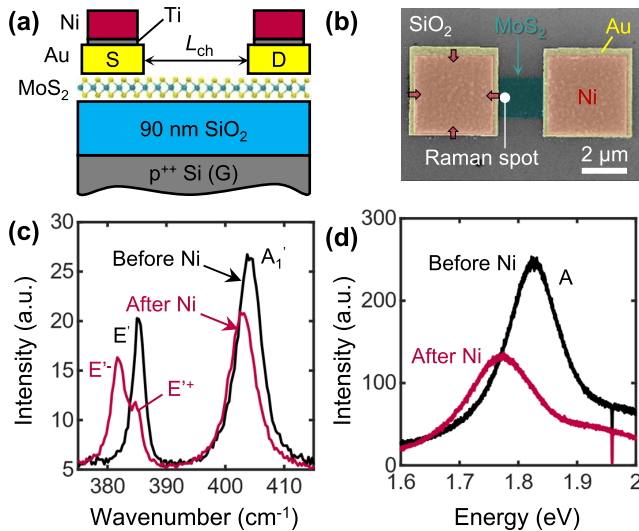 (a)
Ni
Ti
Au
S
L_ch
D
MoS₂
90 nm SiO₂
p⁺⁺ Si (G)
(b)
SiO₂
MoS₂
Au
Ni
Raman spot
2 μm
(c)
30
25
20
15
10
5
Intensity (a.u.)
Before Ni
A₁'
After Ni
E'
E'⁻
E'⁺
380
390
400
410
Wavenumber (cm⁻¹)
(d)
300
200
100
0
Intensity (a.u.)
Before Ni
A
After Ni
1.6
1.7
1.8
1.9
2
Energy (eV)